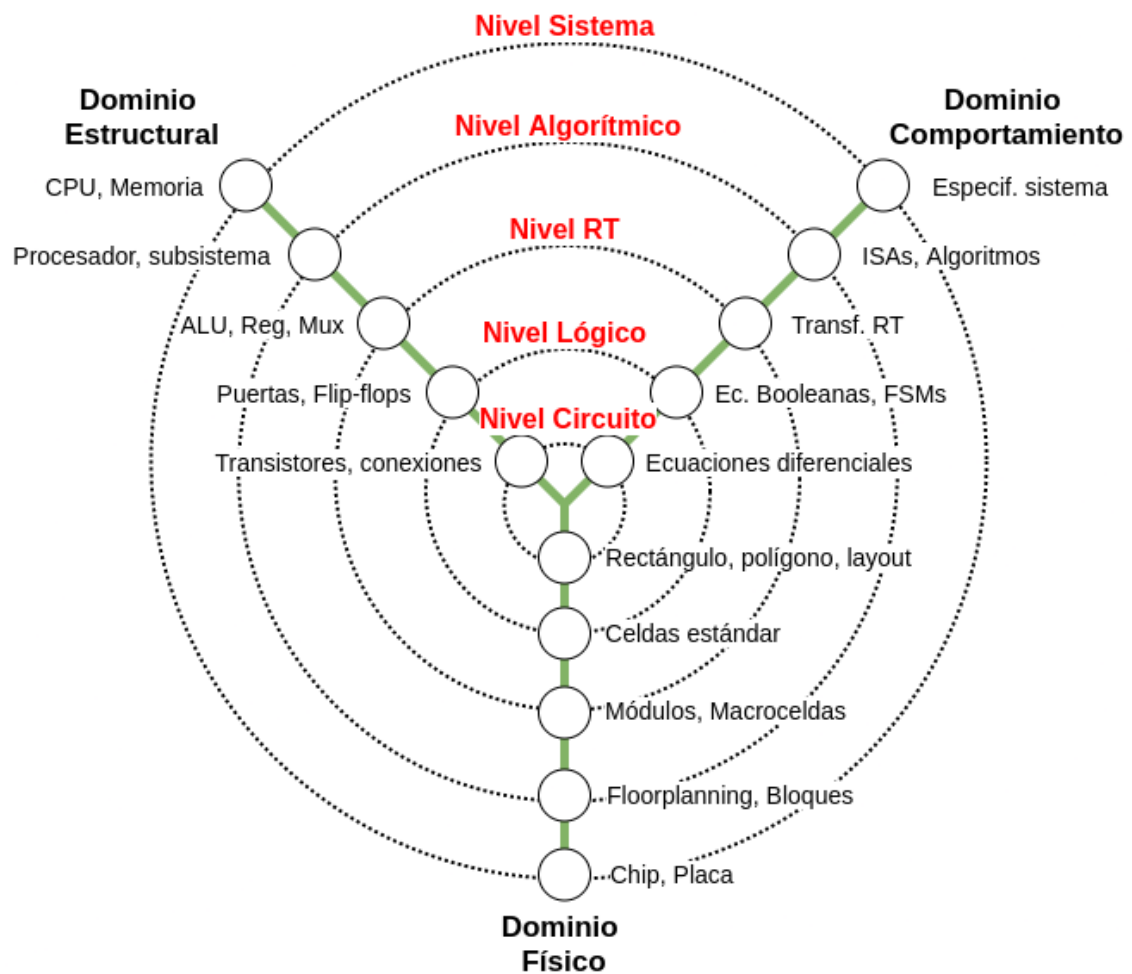 Nivel Sistema
Dominio
Estructural
Dominio
Comportamiento
Nivel Algorítmico
CPU, Memoria
Especif. sistema
Nivel RT
Procesador, subsistema
ISAs, Algoritmos
ALU, Reg, Mux
Transf. RT
Nivel Lógico
Puertas, Flip-flops
Ec. Booleanas, FSMs
Nivel Circuito
Transistores, conexiones
Ecuaciones diferenciales
Rectángulo, polígono, layout
Celdas estándar
Módulos, Macroceldas
Floorplanning, Bloques
Chip, Placa
Dominio
Físico